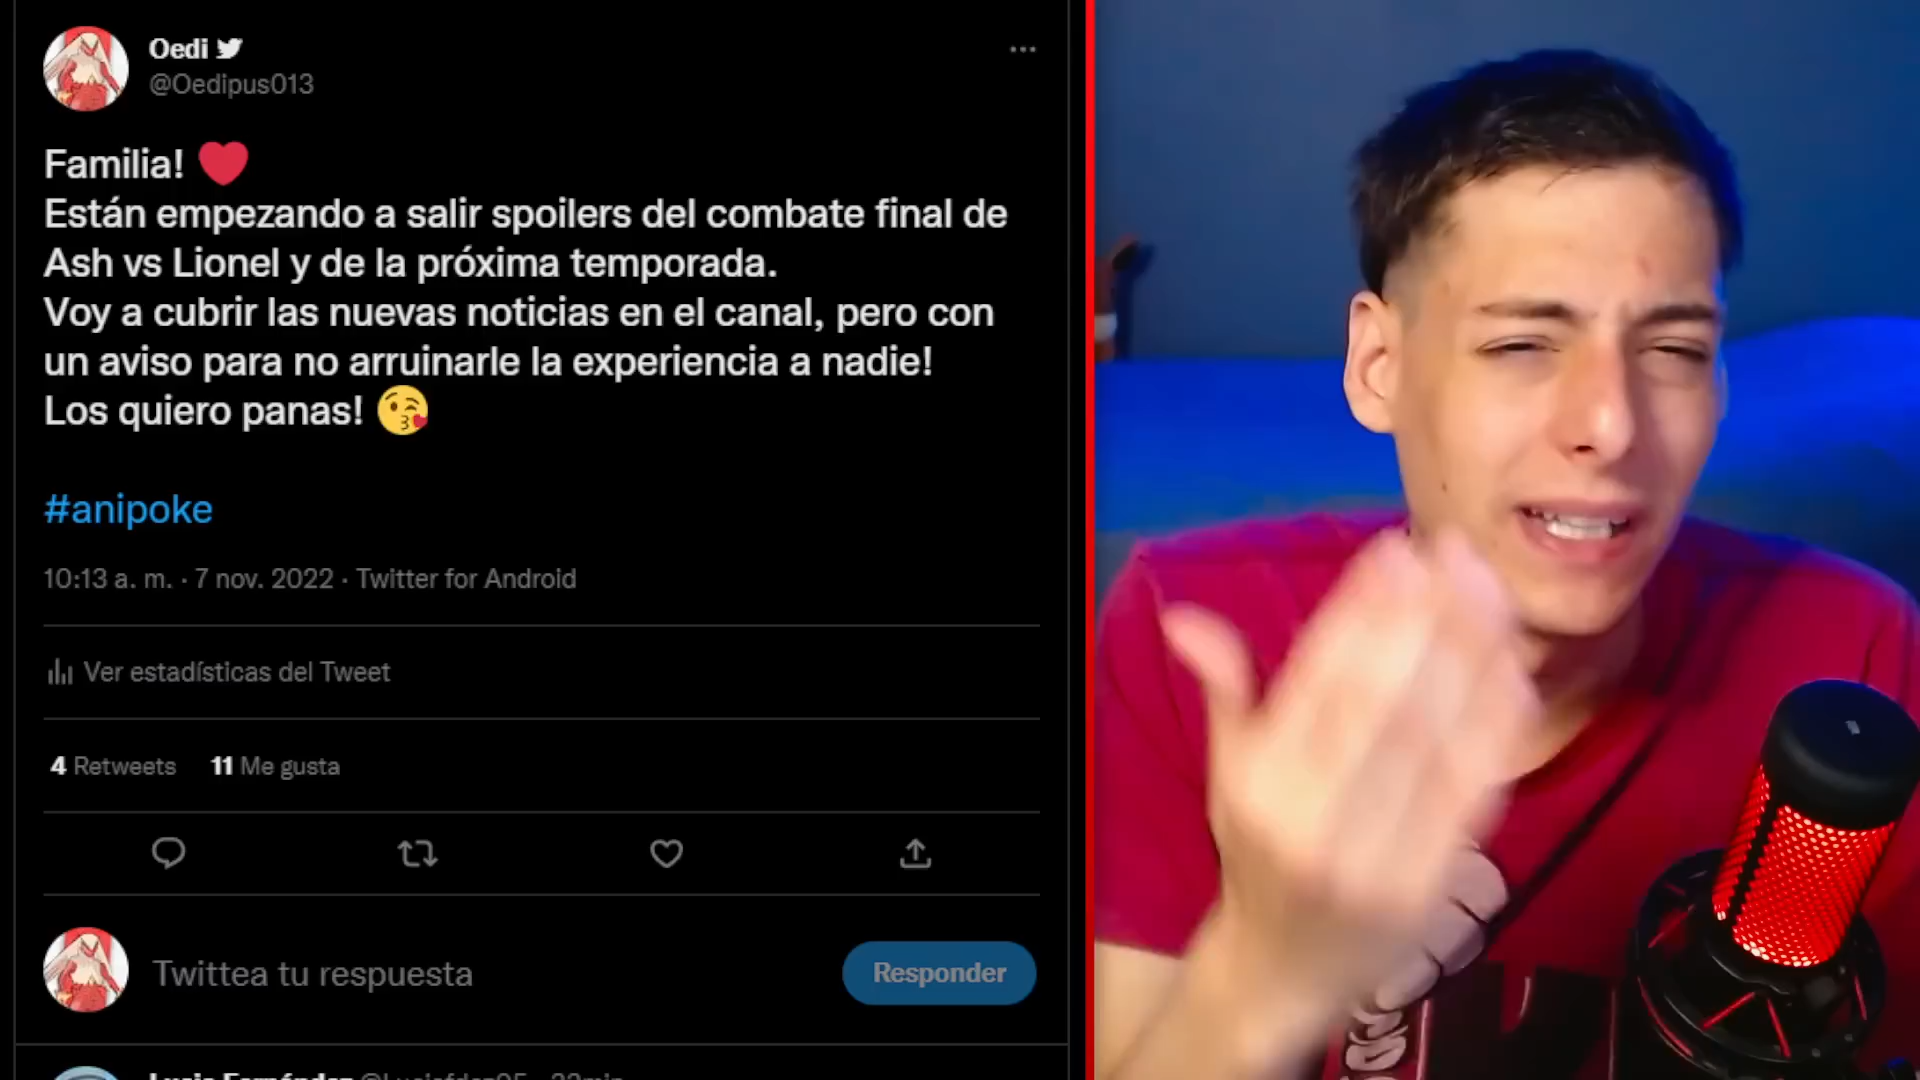 Oedi
@Oedipus013
Familia! ❤️
Están empezando a salir spoilers del combate final de
Ash vs Lionel y de la próxima temporada.
Voy a cubrir las nuevas noticias en el canal, pero con
un aviso para no arruinarle la experiencia a nadie!
Los quiero panas! 😘
#anipoke
10:13 a. m. · 7 nov. 2022 · Twitter for Android
Ver estadísticas del Tweet
4 Retweets 11 Me gusta
Twittea tu respuesta
Responder